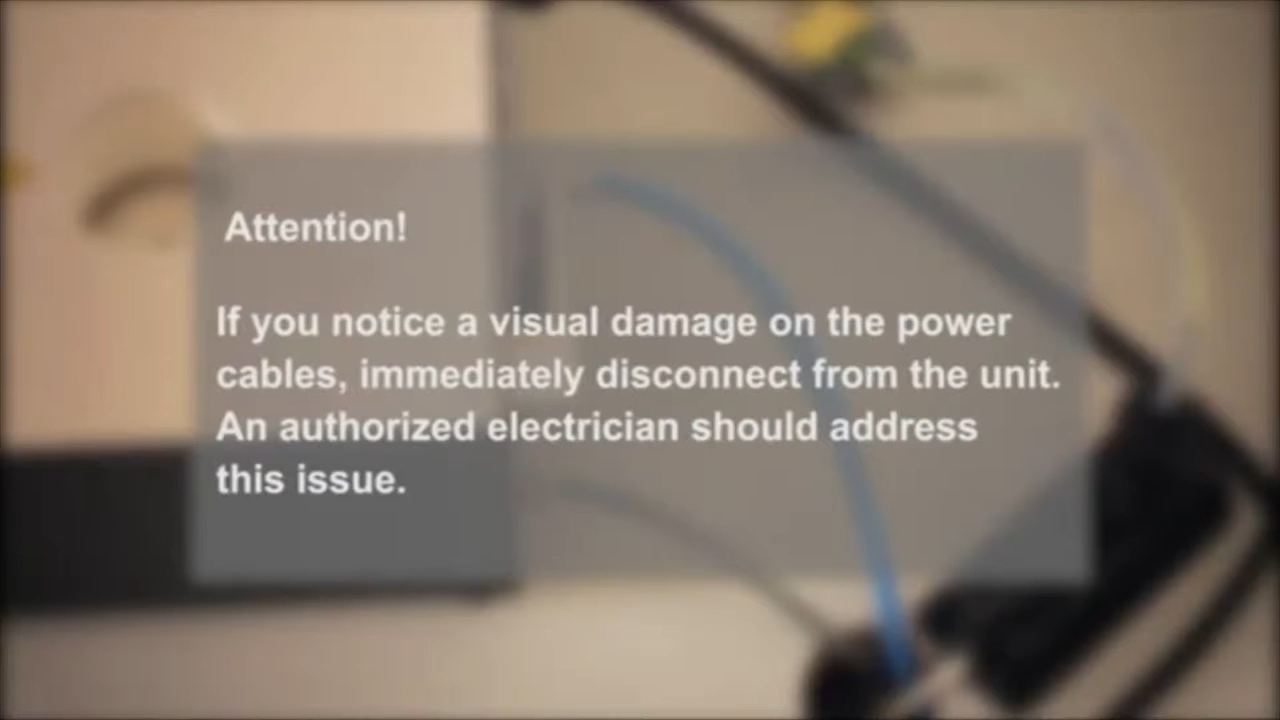 Attention!
If you notice a visual damage on the power
cables, immediately disconnect from the unit.
An authorized electrician should address
this issue.